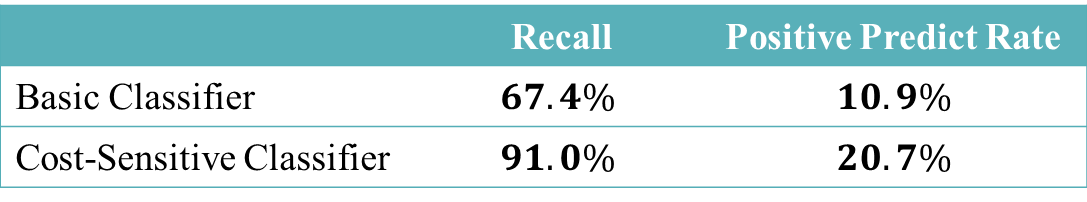 Recall Positive Predict Rate
Basic Classifier 67.4% 10.9%
Cost-Sensitive Classifier 91.0% 20.7%